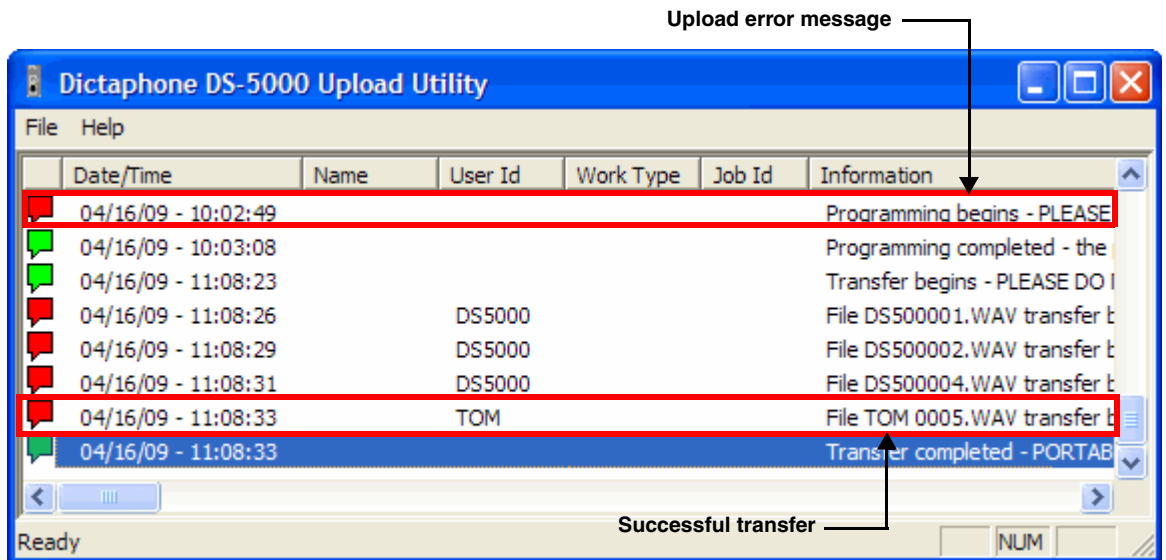 Upload error message
Dictaphone DS-5000 Upload Utility
File Help
Date/Time Name User Id Work Type Job Id Information
04/16/09 - 10:02:49 Programming begins - PLEASE
04/16/09 - 10:03:08 Programming completed - the
04/16/09 - 11:08:23 Transfer begins - PLEASE DO
04/16/09 - 11:08:26 DS5000 File DS500001.WAV transfer
04/16/09 - 11:08:29 DS5000 File DS500002.WAV transfer
04/16/09 - 11:08:31 DS5000 File DS500004.WAV transfer
04/16/09 - 11:08:33 TOM File TOM 0005.WAV transfer
04/16/09 - 11:08:33 Transfer completed - PORTAB
Successful transfer
Ready NUM